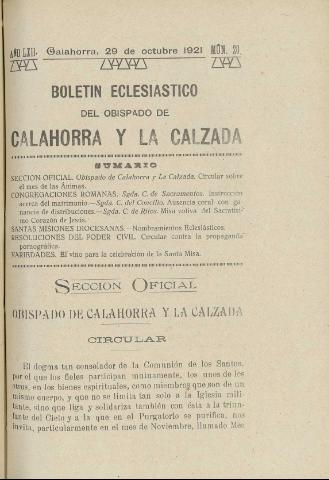 AÑO LXII. Calahorra, 29 de octubre 1921 NÚM. 20.
BOLETIN ECLESIASTICO
DEL OBISPADO DE
CALAHORRA Y LA CALZADA
SUMARIO
SECCION OFICIAL. Obispado de Calahorra y La Calzada. Circular sobre
el mes de las Ánimas.
CONGREGACIONES ROMANAS. Sgda. C. de Sacramentos. Instrucción
acerca del matrimonio.—Sgda. C. del Concilio. Ausencia coral con ga-
nancia de distribuciones.—Sgda. C. de Ritos. Misa votiva del Sacratísi-
mo Corazón de Jesús.
SANTAS MISIONES DIOCESANAS.—Nombramientos Eclesiásticos.
RESOLUCIONES DEL PODER CIVIL. Circular contra la propaganda
pornográfica.
VARIEDADES. El vino para la celebración de la Santa Misa.
SECCION OFICIAL
OBISPADO DE CALAHORRA Y LA CALZADA
CIRCULAR
El dogma tan consolador de la Comunión de los Santos,
por el que los fieles participan mutuamente, los unos de los
otros, en los bienes espirituales, como miembros que son de un
mismo cuerpo, y que no se limita tan solo a la Iglesia mili-
tante, sino que liga y solidariza también con ésta a la triun-
fante del Cielo y a la que en el Purgatorio se purifica, nos
invita, particularmente en el mes de Noviembre, llamado Mes